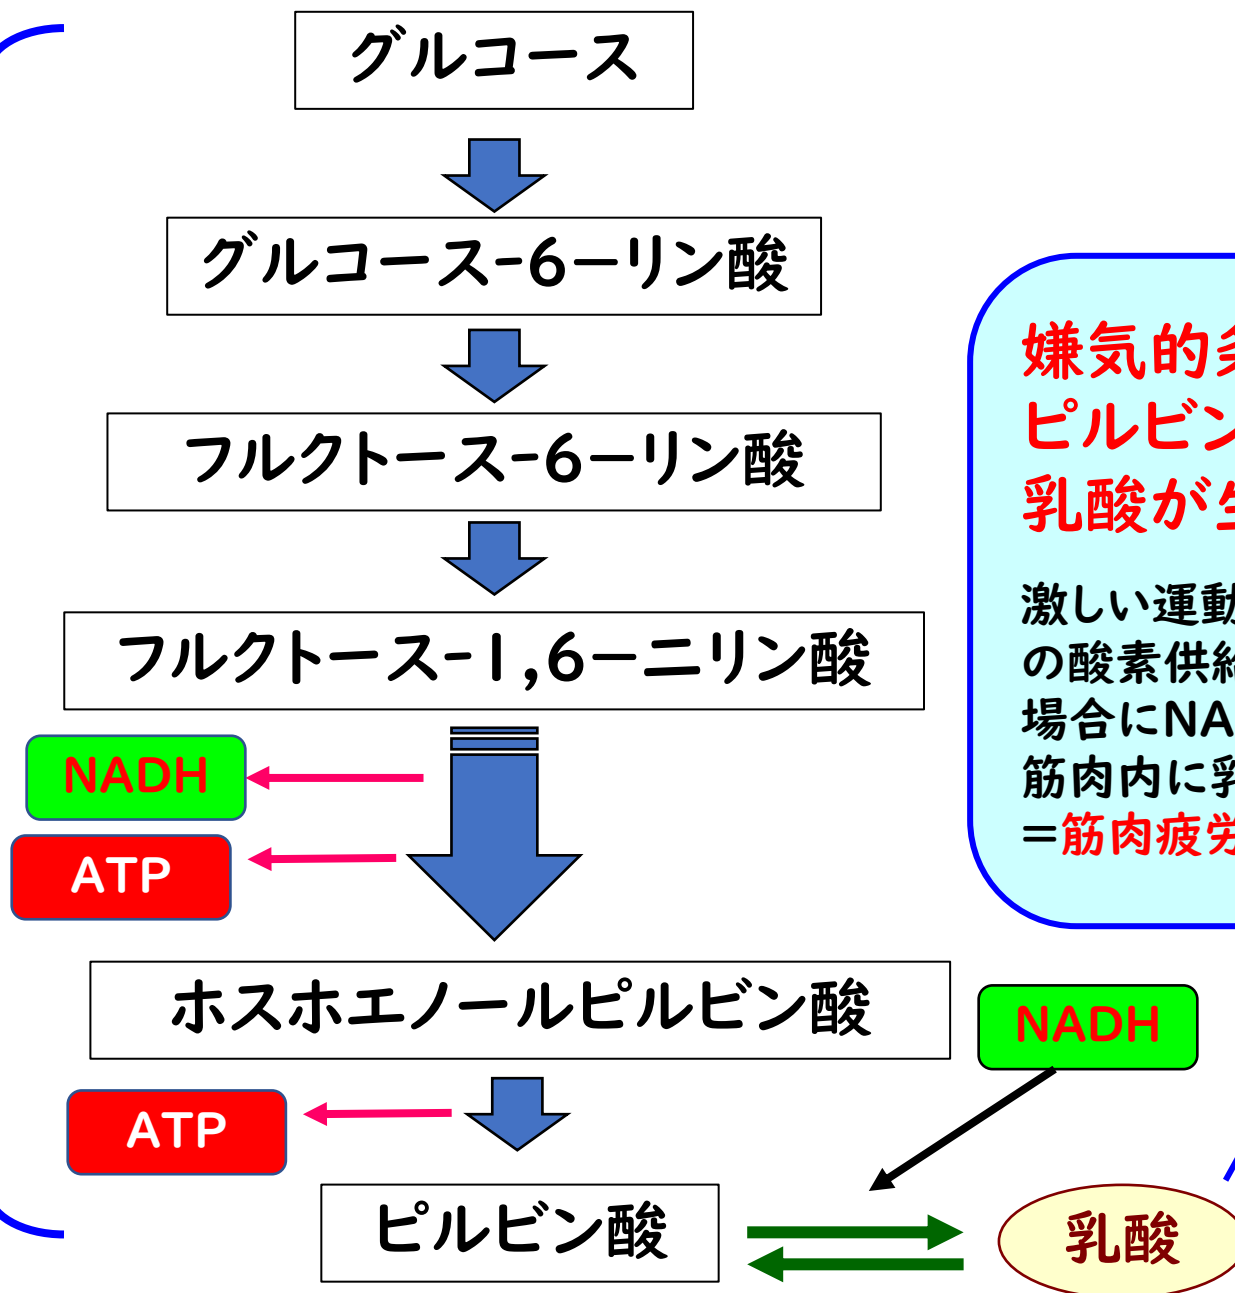 グルコース
グルコース-6ーリン酸
フルクトース-6ーリン酸
フルクトース-1,6ー二リン酸
NADH
ATP
ホスホエノールピルビン酸
ATP
ピルビン酸
NADH
乳酸
嫌気的
ピルビン
乳酸が
激しい運動
の酸素供給
場合にNA
筋肉内に乳
=筋肉疲労